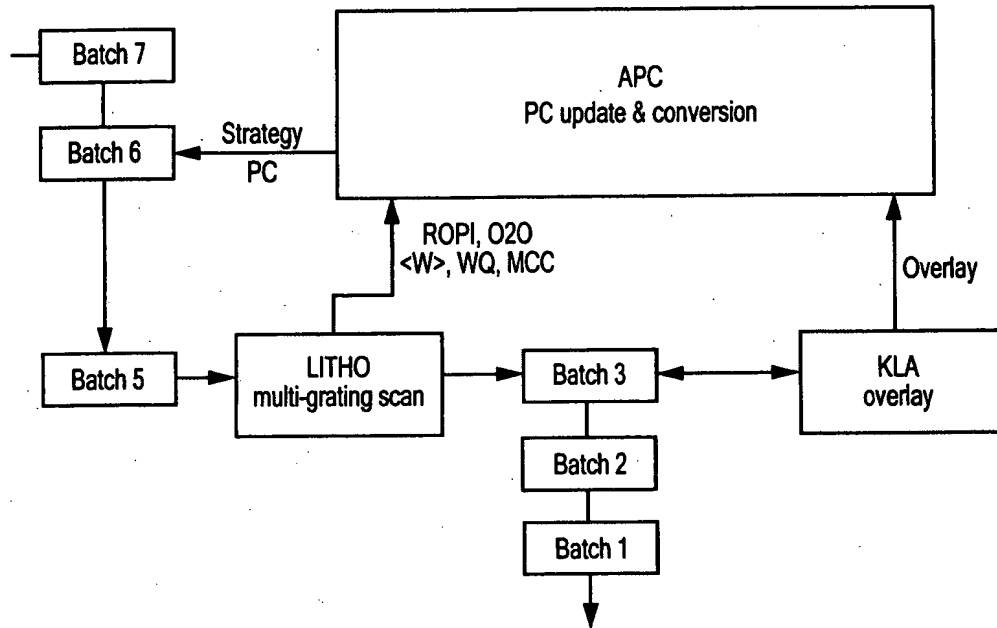 Batch 7
APC
PC update & conversion
Strategy
PC
Batch 6
ROPI, O2O
<W>, WQ, MCC
Overlay
Batch 5
LITHO
multi-grating scan
Batch 3
KLA
overlay
Batch 2
Batch 1